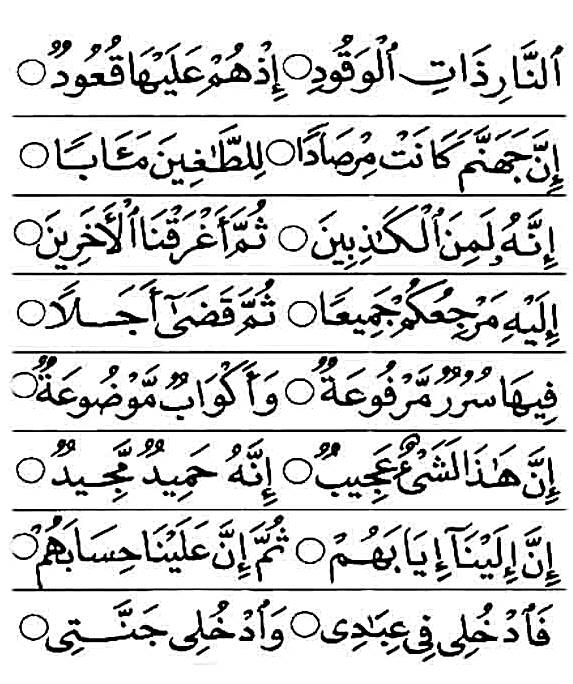 ٱلنَّارِ ذَاتِ ٱلْوَقُودِ ○ إِذْ هُمْ عَلَيْهَا قُعُودٌ ○
إِنَّ جَهَنَّمَ كَانَتْ مِرْصَادًا ○ لِلطَّـٰغِينَ مَـَٔابًا ○
إِنَّهُۥ لَمِنَ ٱلْكَـٰذِبِينَ ○ ثُمَّ أَغْرَقْنَا ٱلْأَخَرِينَ ○
إِلَيْهِ مَرْجِعُكُمْ جَمِيعًا ○ ثُمَّ قَضَىٰٓ أَجَلًا ○
فِيهَا سُرُرٌ مَّرْفُوعَةٌ ○ وَأَكْوَابٌ مَّوْضُوعَةٌ ○
إِنَّ هَـٰذَا لَشَىْءٌ عَجِيبٌ ○ إِنَّهُۥ حَمِيدٌ مَّجِيدٌ ○
إِنَّ إِلَيْنَآ إِيَابَهُمْ ○ ثُمَّ إِنَّ عَلَيْنَا حِسَابَهُمْ ○
فَٱدْخُلِى فِى عِبَـٰدِى ○ وَٱدْخُلِى جَنَّتِى ○